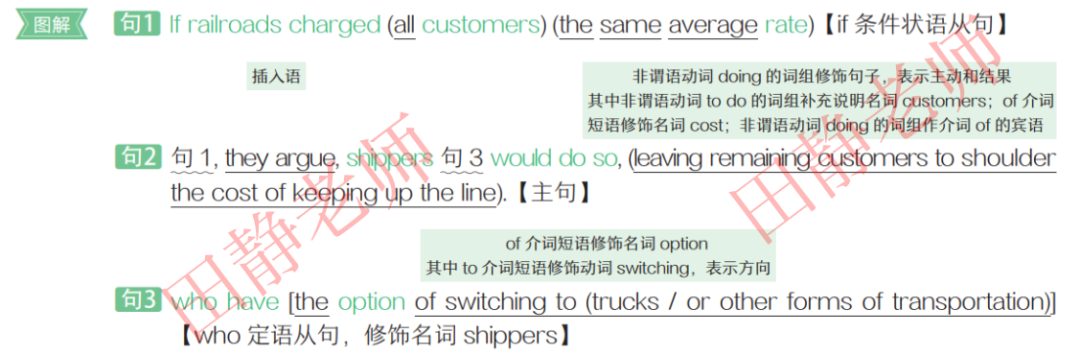 图解 句1 If railroads charged (all customers) (the same average rate)【if 条件状语从句】
插入语
非谓语动词 doing 的词组修饰句子，表示主动和结果
其中非谓语动词 to do 的词组补充说明名词 customers；of 介词
短语修饰名词 cost；非谓语动词 doing 的词组作介词 of 的宾语
句2 句 1, they argue, shippers 句 3 would do so, (leaving remaining customers to shoulder
the cost of keeping up the line).【主句】
of 介词短语修饰名词 option
其中 to 介词短语修饰动词 switching，表示方向
句3 who have [the option of switching to (trucks / or other forms of transportation)]
【who 定语从句，修饰名词 shippers】
田静老师
田静老师